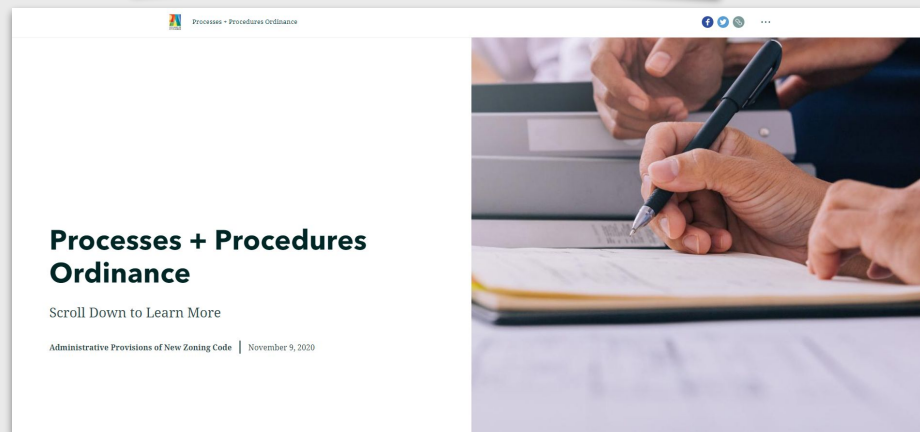 Processes + Procedures Ordinance
Processes + Procedures
Ordinance
Scroll Down to Learn More
Administrative Provisions of New Zoning Code | November 9, 2020